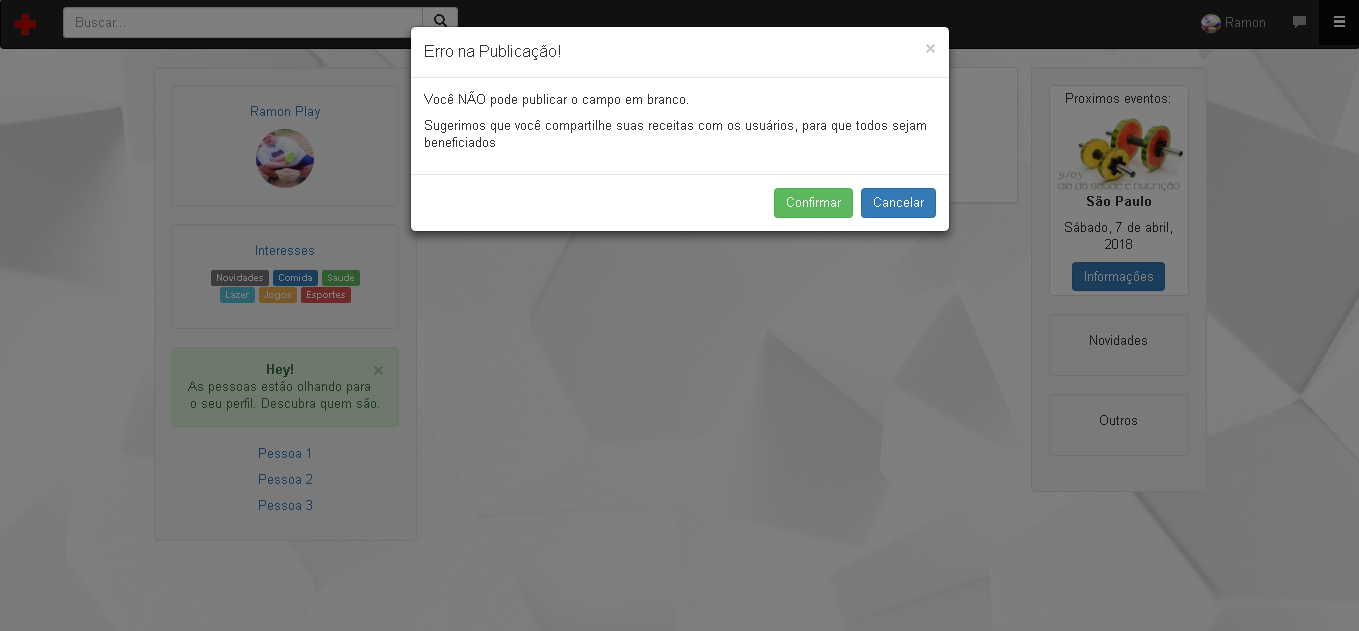 Buscar...
Ramon
Erro na Publicação!
×
Você NÃO pode publicar o campo em branco.
Sugerimos que você compartilhe suas receitas com os usuários, para que todos sejam
beneficiados
Confirmar
Cancelar
Ramon Play
Interesses
Novidades Comida Saude
Lazer Jogos Esportes
Hey!
×
As pessoas estão olhando para
o seu perfil. Descubra quem são.
Pessoa 1
Pessoa 2
Pessoa 3
Proximos eventos:
31/03
dia da saúde e nutrição
São Paulo
Sábado, 7 de abril,
2018
Informações
Novidades
Outros